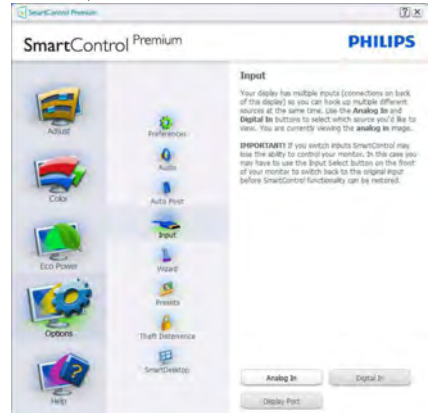 SmartControl Premium
SmartControl Premium
PHILIPS
Adjust
Color
Eco Power
Options
Help
Preferences
Audio
Auto Pivot
Input
Wizard
Presets
Theft Deterrence
SmartDesktop
Input
Your display has multiple inputs (connections on back
of the display) so you can hook up multiple different
sources at the same time. Use the Analog In and
Digital In buttons to select which source you'd like to
view. You are currently viewing the analog in image.
IMPORTANT! If you switch inputs SmartControl may
lose the ability to control your monitor. In this case you
may have to use the Input Select button on the front
of your monitor to switch back to the original input
before SmartControl functionality can be restored.
Analog In
Digital In
Display Port